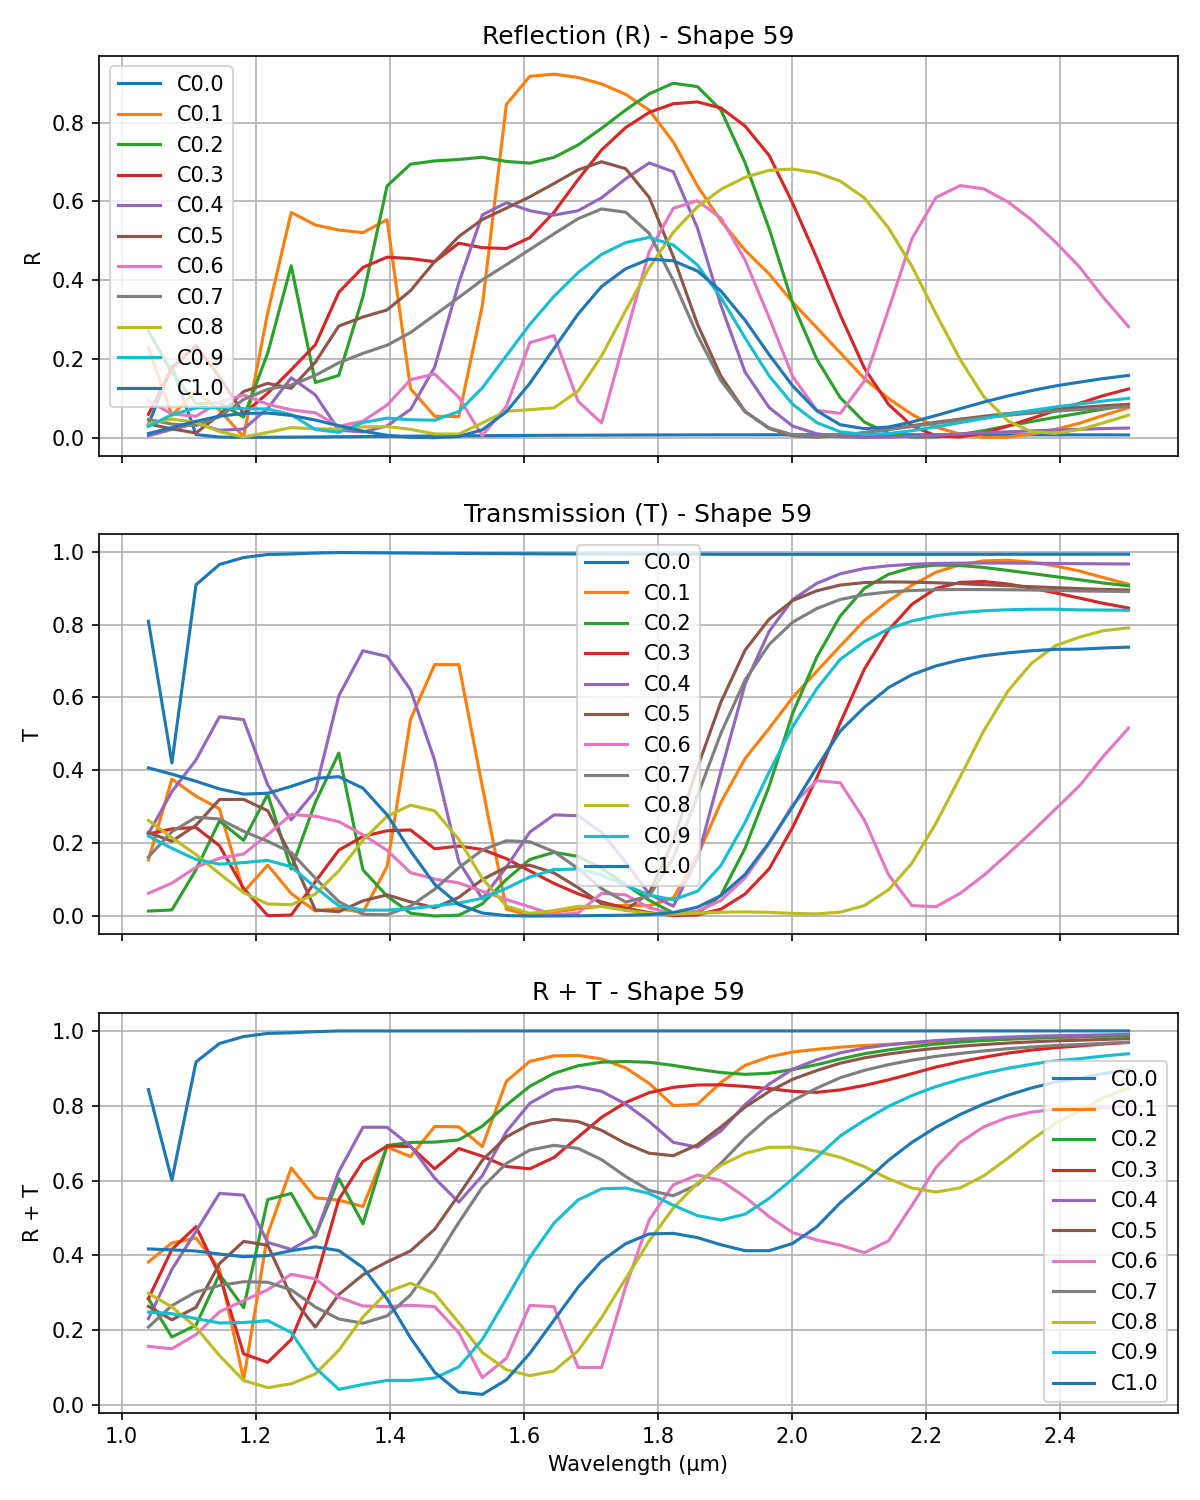 Reflection (R) - Shape 59
R
0.8
0.6
0.4
0.2
0.0
C0.0
C0.1
C0.2
C0.3
C0.4
C0.5
C0.6
C0.7
C0.8
C0.9
C1.0
Transmission (T) - Shape 59
T
1.0
0.8
0.6
0.4
0.2
0.0
C0.0
C0.1
C0.2
C0.3
C0.4
C0.5
C0.6
C0.7
C0.8
C0.9
C1.0
R + T - Shape 59
R + T
1.0
0.8
0.6
0.4
0.2
0.0
C0.0
C0.1
C0.2
C0.3
C0.4
C0.5
C0.6
C0.7
C0.8
C0.9
C1.0
1.0 1.2 1.4 1.6 1.8 2.0 2.2 2.4
Wavelength (μm)